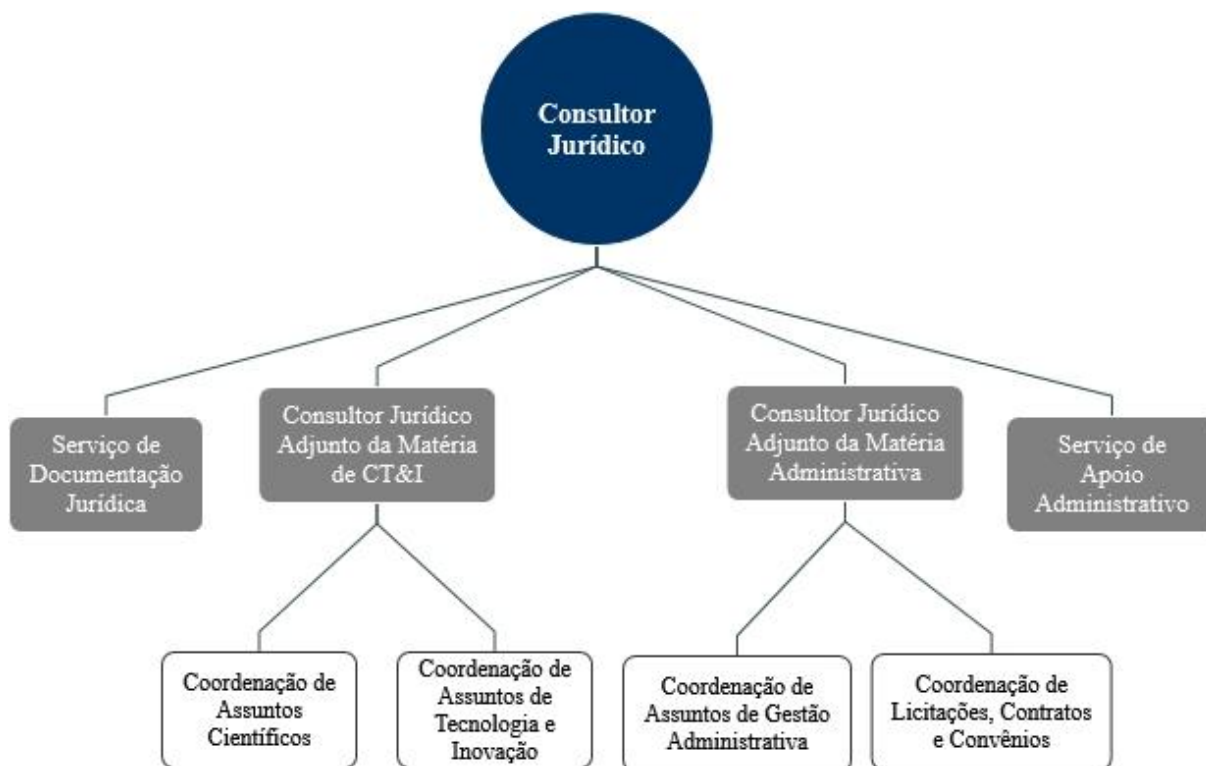 Consultor
Jurídico
Serviço de
Documentação
Jurídica
Consultor Jurídico
Adjunto da Matéria
de CT&I
Consultor Jurídico
Adjunto da Matéria
Administrativa
Serviço de
Apoio
Administrativo
Coordenação de
Assuntos
Científicos
Coordenação de
Assuntos de
Tecnologia e
Inovação
Coordenação de
Assuntos de Gestão
Administrativa
Coordenação de
Licitações, Contratos
e Convênios